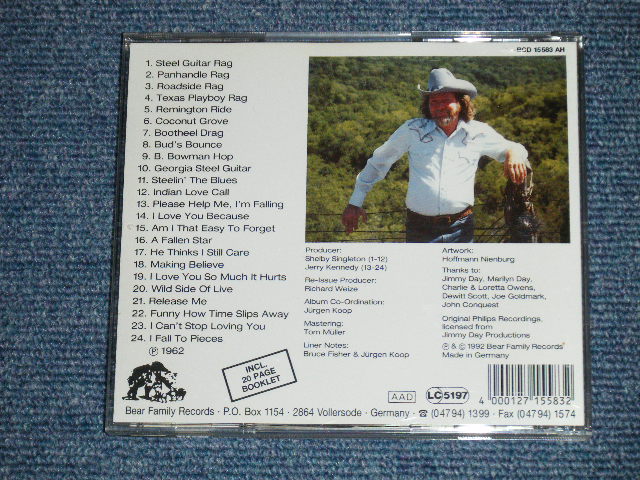 BCD 15583 AH
1. Steel Guitar Rag
2. Panhandle Rag
3. Roadside Rag
4. Texas Playboy Rag
5. Remington Ride
6. Coconut Grove
7. Bootheel Drag
8. Bud's Bounce
9. B. Bowman Hop
10. Georgia Steel Guitar
11. Steelin' The Blues
12. Indian Love Call
13. Please Help Me, I'm Falling
14. I Love You Because
15. Am I That Easy To Forget
16. A Fallen Star
17. He Thinks I Still Care
18. Making Believe
19. I Love You So Much It Hurts
20. Wild Side Of Live
21. Release Me
22. Funny How Time Slips Away
23. I Can't Stop Loving You
24. I Fall To Pieces
℗ 1962
INCL.
20 PAGE
BOOKLET
Producer:
Shelby Singleton (1-12)
Jerry Kennedy (13-24)
Re-Issue Producer:
Richard Weize
Album Co-Ordination:
Jürgen Koop
Mastering:
Tom Müller
Liner Notes:
Bruce Fisher & Jürgen Koop
Artwork:
Hoffmann Nienburg
Thanks to:
Jimmy Day, Marilyn Day,
Charlie & Loretta Owens,
Dewitt Scott, Joe Goldmark,
John Conquest
Original Philips Recordings,
licensed from
Jimmy Day Productions
℗ & © 1992 Bear Family Records
Made in Germany
AAD
LC 5197
4 000127 155832
Bear Family Records · P.O. Box 1154 · 2864 Vollersode · Germany · ☎ (04794) 1399 · Fax (04794) 1574